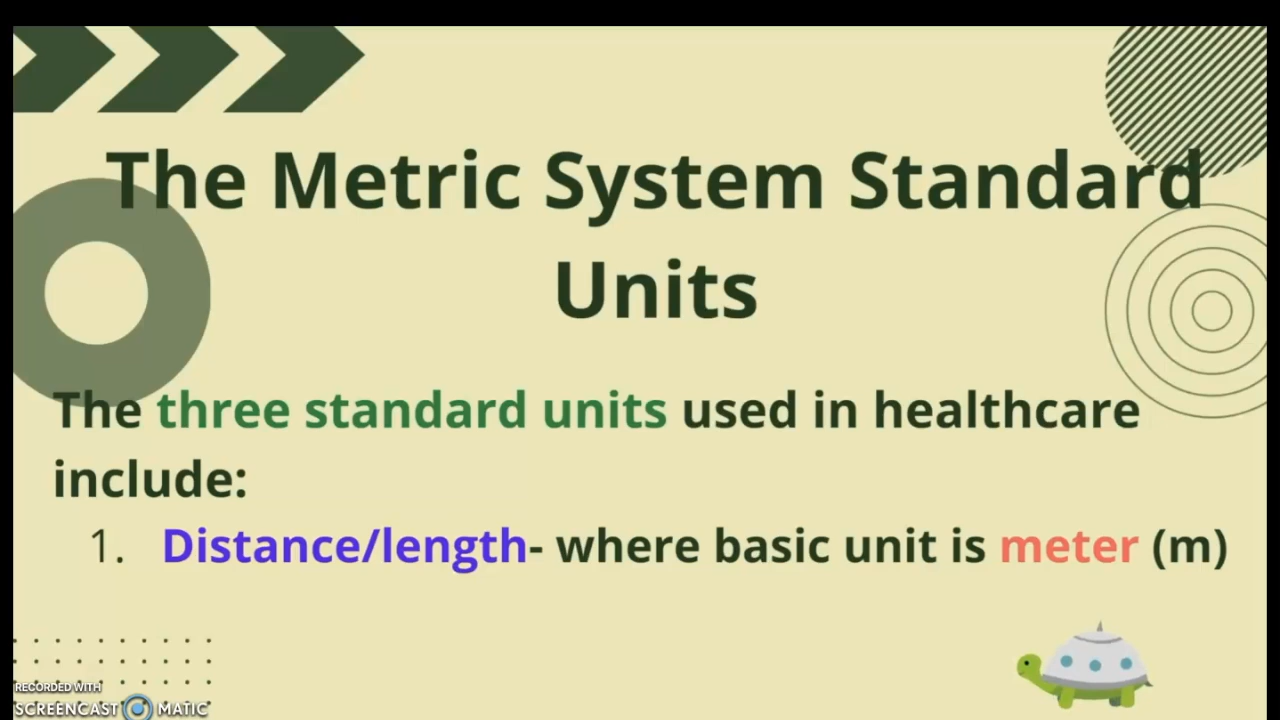 The Metric System Standard
Units
The three standard units used in healthcare
include:
1. Distance/length- where basic unit is meter (m)
RECORDED WITH
SCREENCAST MATIC